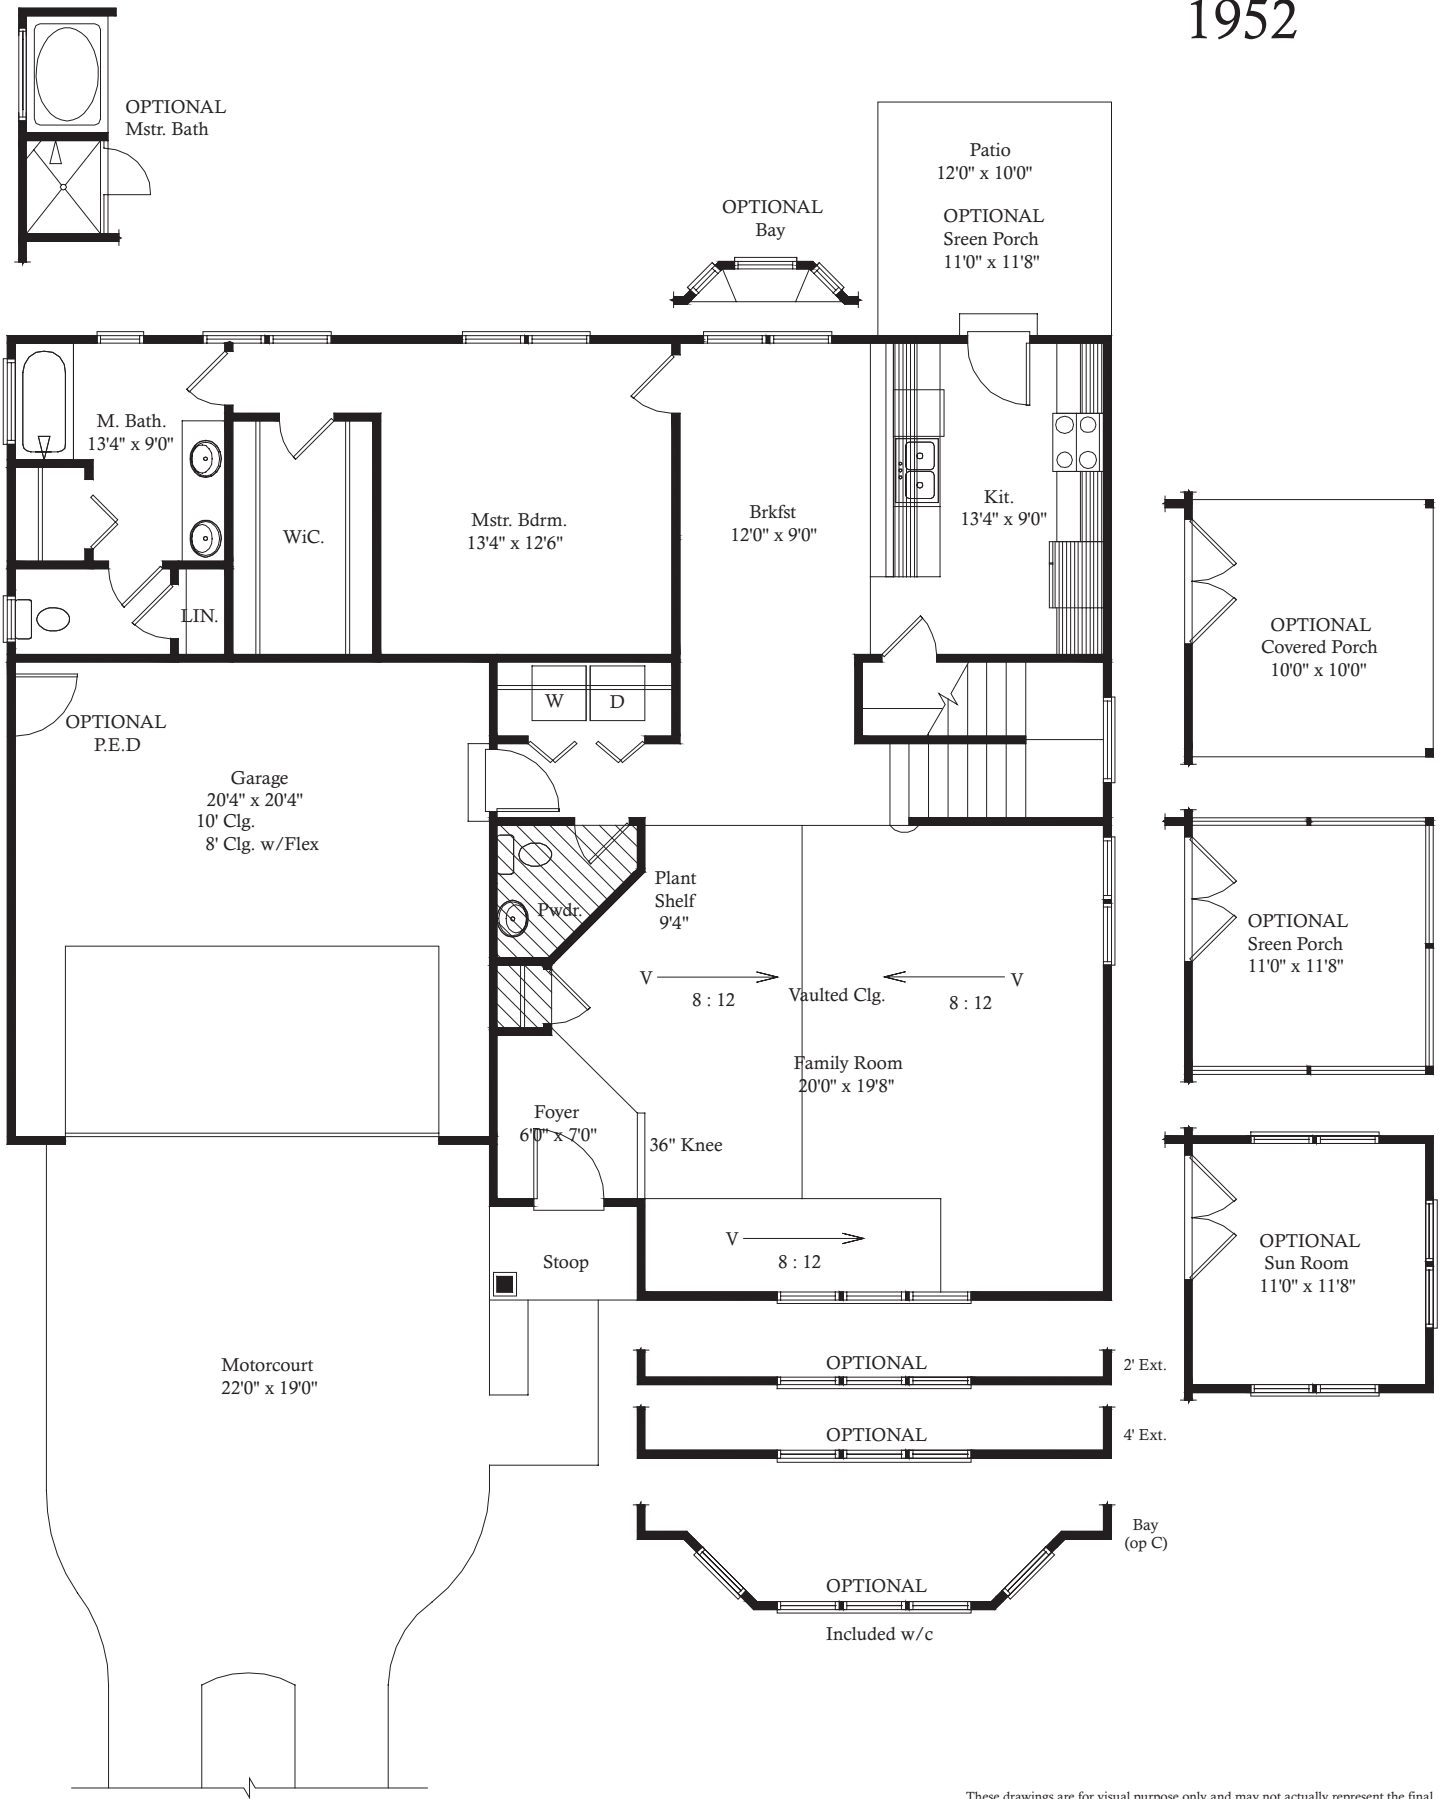 1952
OPTIONAL
Mstr. Bath
Patio
12'0" x 10'0"
OPTIONAL
Sreen Porch
11'0" x 11'8"
OPTIONAL
Bay
M. Bath.
13'4" x 9'0"
WiC.
Mstr. Bdrm.
13'4" x 12'6"
Brkfst
12'0" x 9'0"
Kit.
13'4" x 9'0"
LIN.
OPTIONAL
Covered Porch
10'0" x 10'0"
W
D
OPTIONAL
P.E.D
Garage
20'4" x 20'4"
10' Clg.
8' Clg. w/Flex
Plant
Shelf
9'4"
Pwdr.
OPTIONAL
Sreen Porch
11'0" x 11'8"
V
8 : 12
Vaulted Clg.
V
8 : 12
Family Room
20'0" x 19'8"
Foyer
6'0" x 7'0"
36" Knee
V
8 : 12
Stoop
OPTIONAL
Sun Room
11'0" x 11'8"
Motorcourt
22'0" x 19'0"
OPTIONAL
2' Ext.
OPTIONAL
4' Ext.
Bay
(op C)
OPTIONAL
Included w/c
These drawings are for visual purpose only and may not actually represent the final